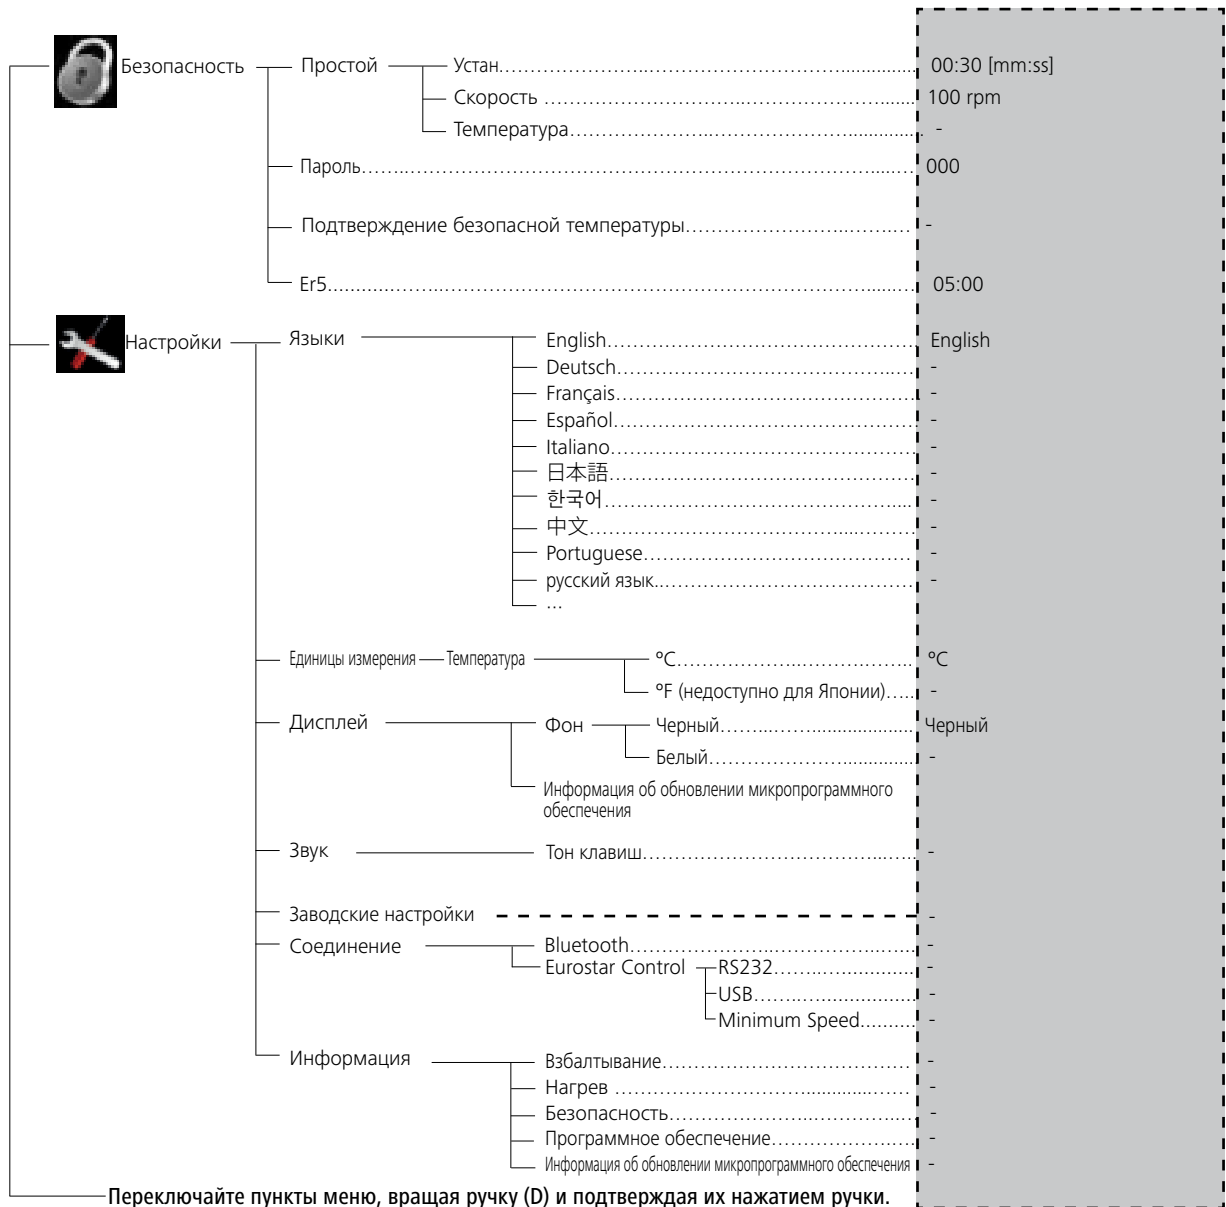 Безопасность Простой Устан. 00:30 [mm:ss]
Скорость 100 rpm
Температура -
Пароль 000
Подтверждение безопасной температуры -
Er5 05:00
Настройки Языки English English
Deutsch -
Français -
Español -
Italiano -
日本語 -
한국어 -
中文 -
Portuguese -
русский язык -
...
Единицы измерения Температура °C °C
°F (недоступно для Японии) -
Дисплей Фон Черный Черный
Белый -
Информация об обновлении микропрограммного
обеспечения
Звук Тон клавиш -
Заводские настройки -
Соединение Bluetooth -
Eurostar Control RS232 -
USB -
Minimum Speed -
Информация Взбалтывание -
Нагрев -
Безопасность -
Программное обеспечение -
Информация об обновлении микропрограммного обеспечения -
Переключайте пункты меню, вращая ручку (D) и подтверждая их нажатием ручки.